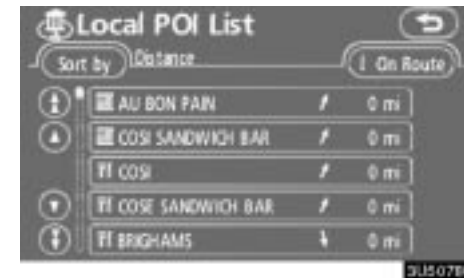 Local POI List
Sort by Distance
i On Route
AU BON PAIN 0 mi
COSI SANDWICH BAR 0 mi
COSI 0 mi
COSE SANDWICH BAR 0 mi
BRIGHAMS 0 mi